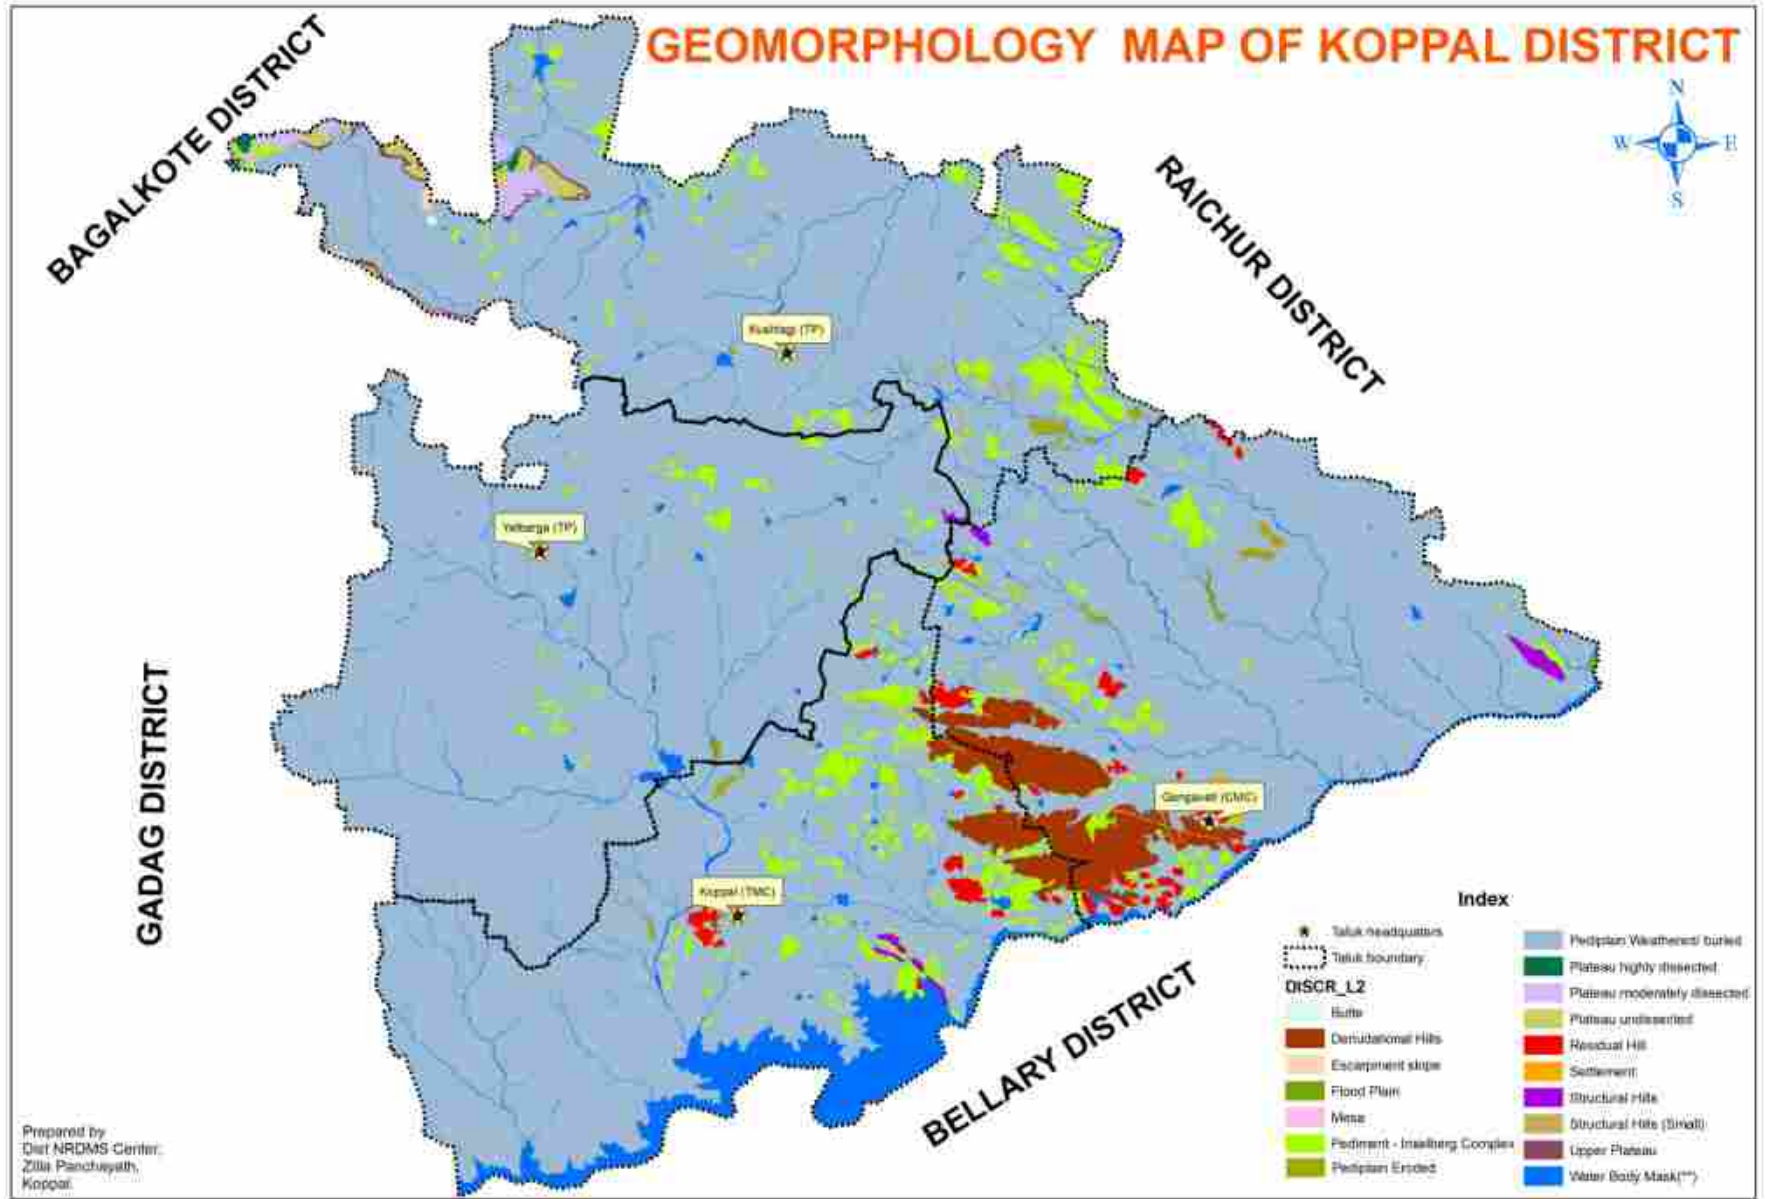 GEOMORPHOLOGY MAP OF KOPPAL DISTRICT
N
W E
S
BAGALKOTE DISTRICT
RAICHUR DISTRICT
GADAG DISTRICT
BELLARY DISTRICT
Kushtagi (TP)
Yelburga (TP)
Gangavati (CMC)
Koppal (TMC)
Index
Taluk headquaters
Taluk boundary
DISCR_L2
Butte
Denudational Hills
Escarpment slope
Flood Plain
Mesa
Pediment - Inselberg Complex
Pediplain Eroded
Pediplain Weathered/ buried
Plateau highly dissected
Plateau moderately dissected
Plateau undissected
Residual Hill
Settlement
Structural Hills
Structural Hills (Small)
Upper Plateau
Water Body Mask(**)
Prepared by
Dist NRDMS Center.
Zilla Panchayath,
Koppal.